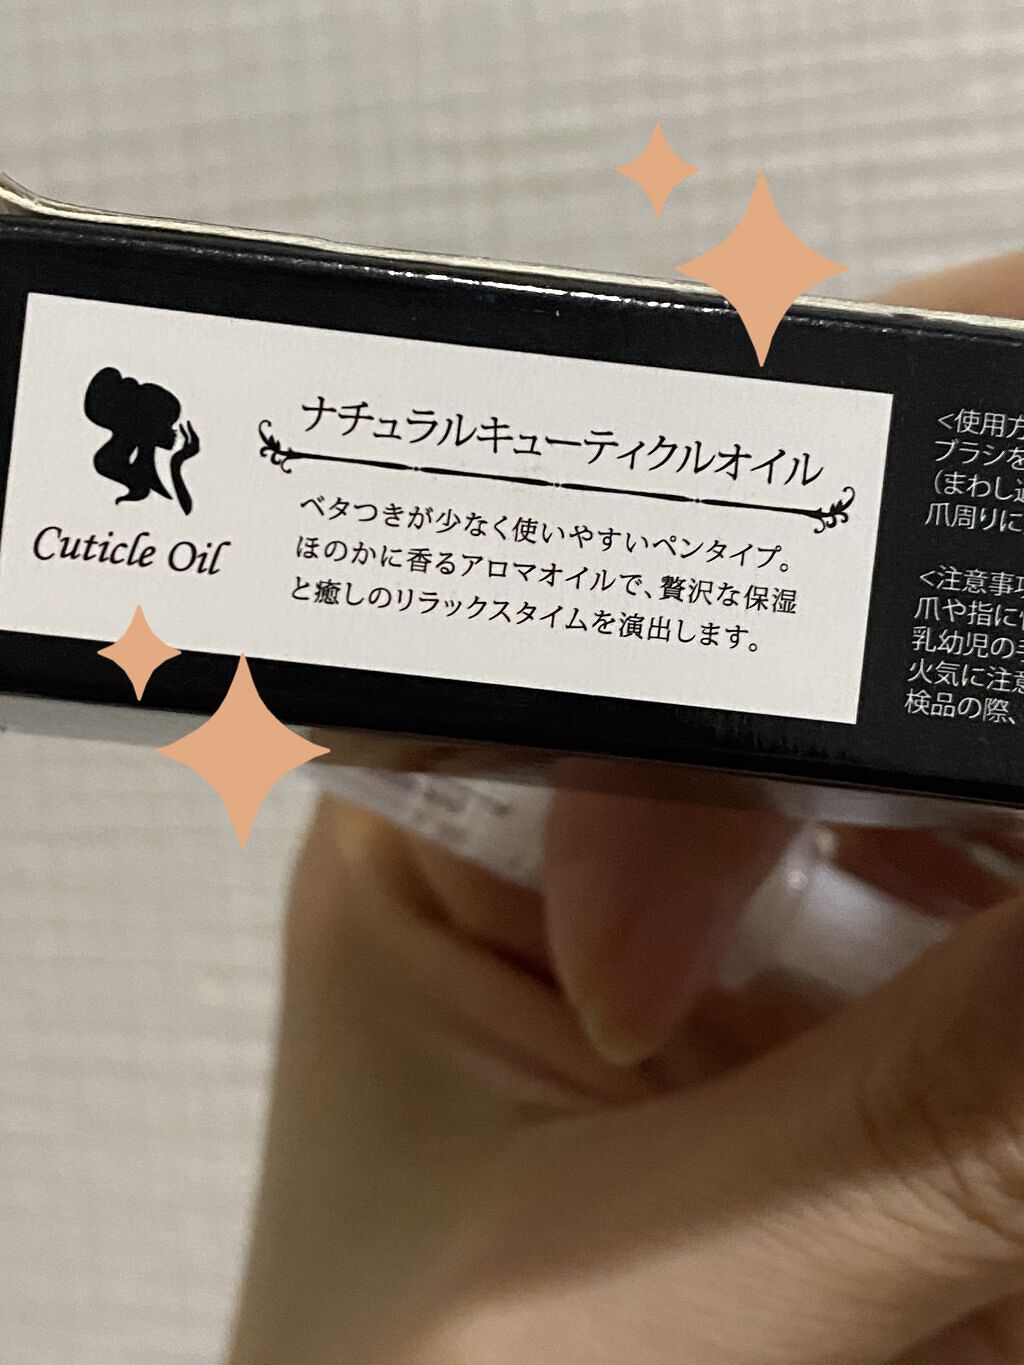 Cuticle Oil
ナチュラルキューティクルオイル
ベタつきが少なく使いやすいペンタイプ。
ほのかに香るアロマオイルで、贅沢な保湿
と癒しのリラックスタイムを演出します。
<使用方
ブラシを
(まわし過
爪周りに
<注意事項
爪や指に
乳幼児の手
火気に注意
検品の際、